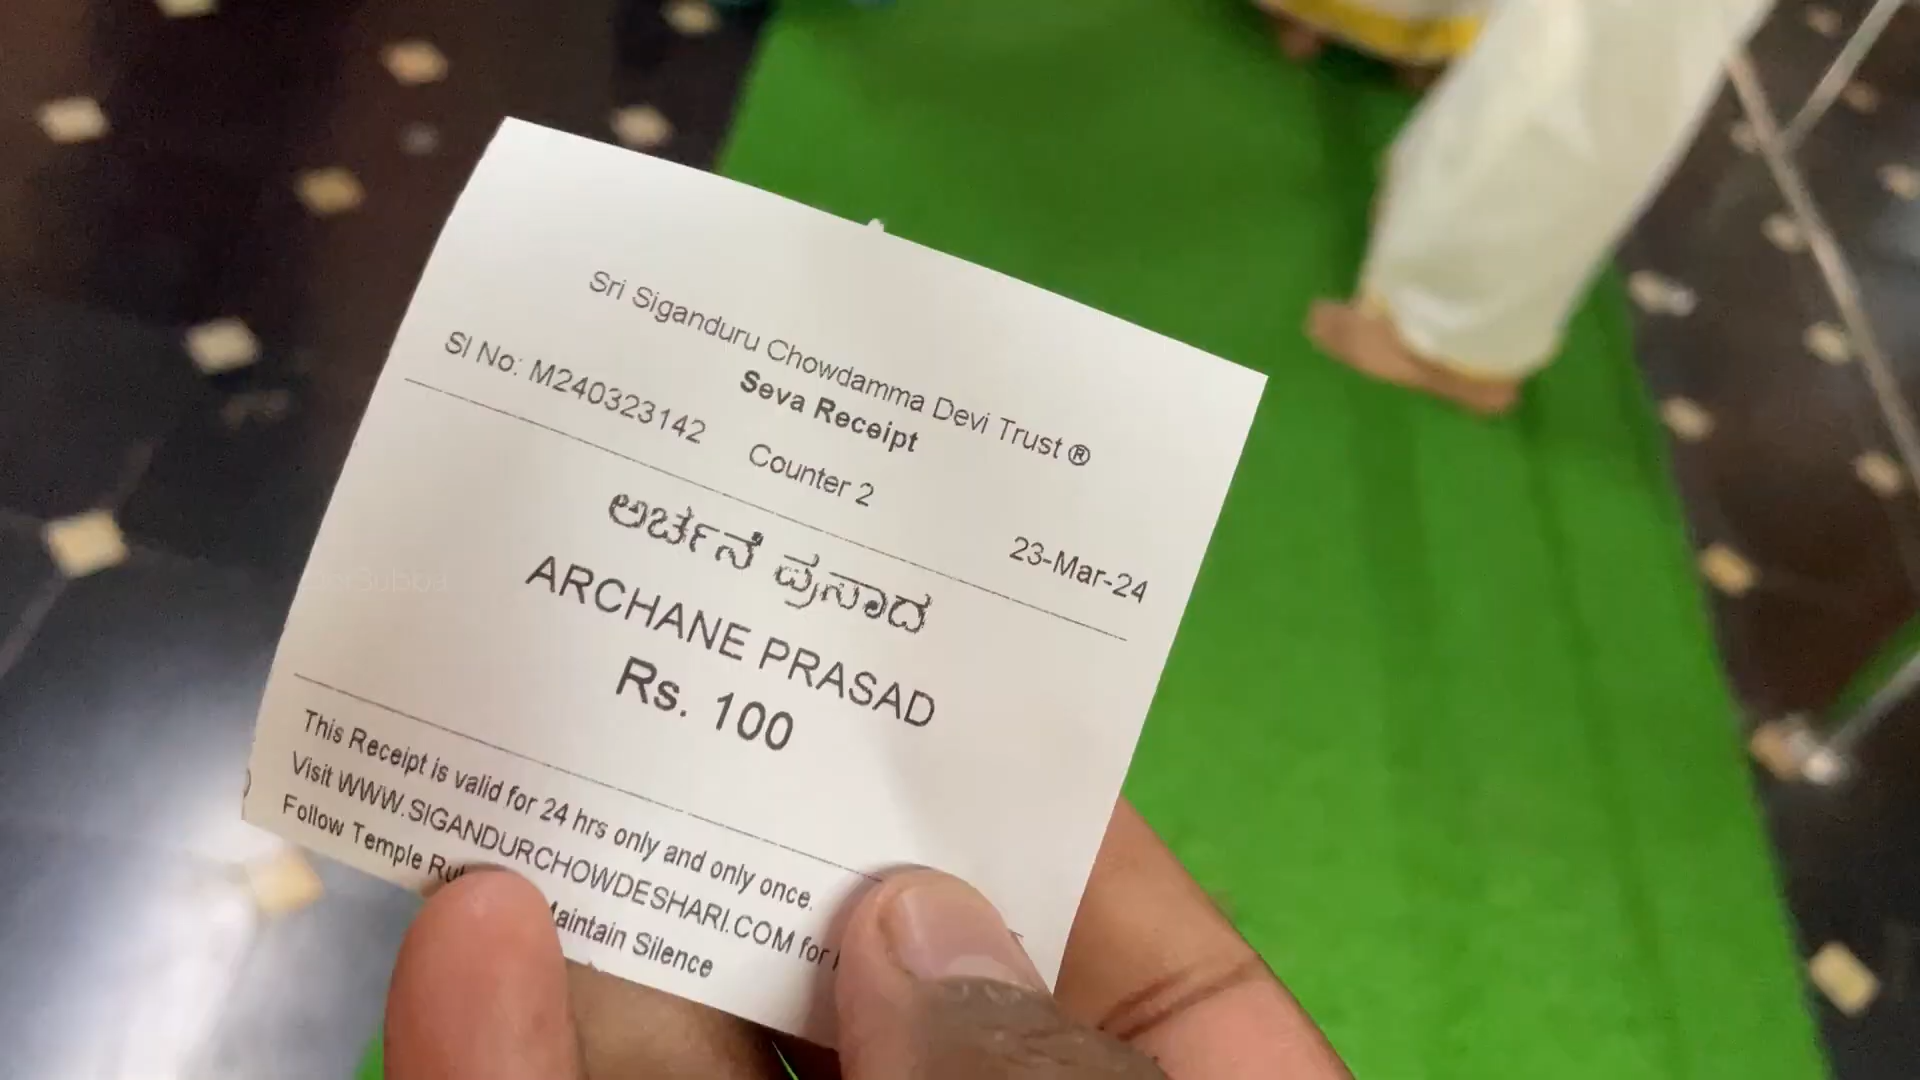 Sri Siganduru Chowdamma Devi Trust ®
Seva Receipt
Sl No: M240323142 Counter 2 23-Mar-24
ಅರ್ಚನೆ ಪ್ರಸಾದ
ARCHANE PRASAD
Rs. 100
This Receipt is valid for 24 hrs only and only once.
Visit WWW.SIGANDURCHOWDESHARI.COM for
Follow Temple Maintain Silence